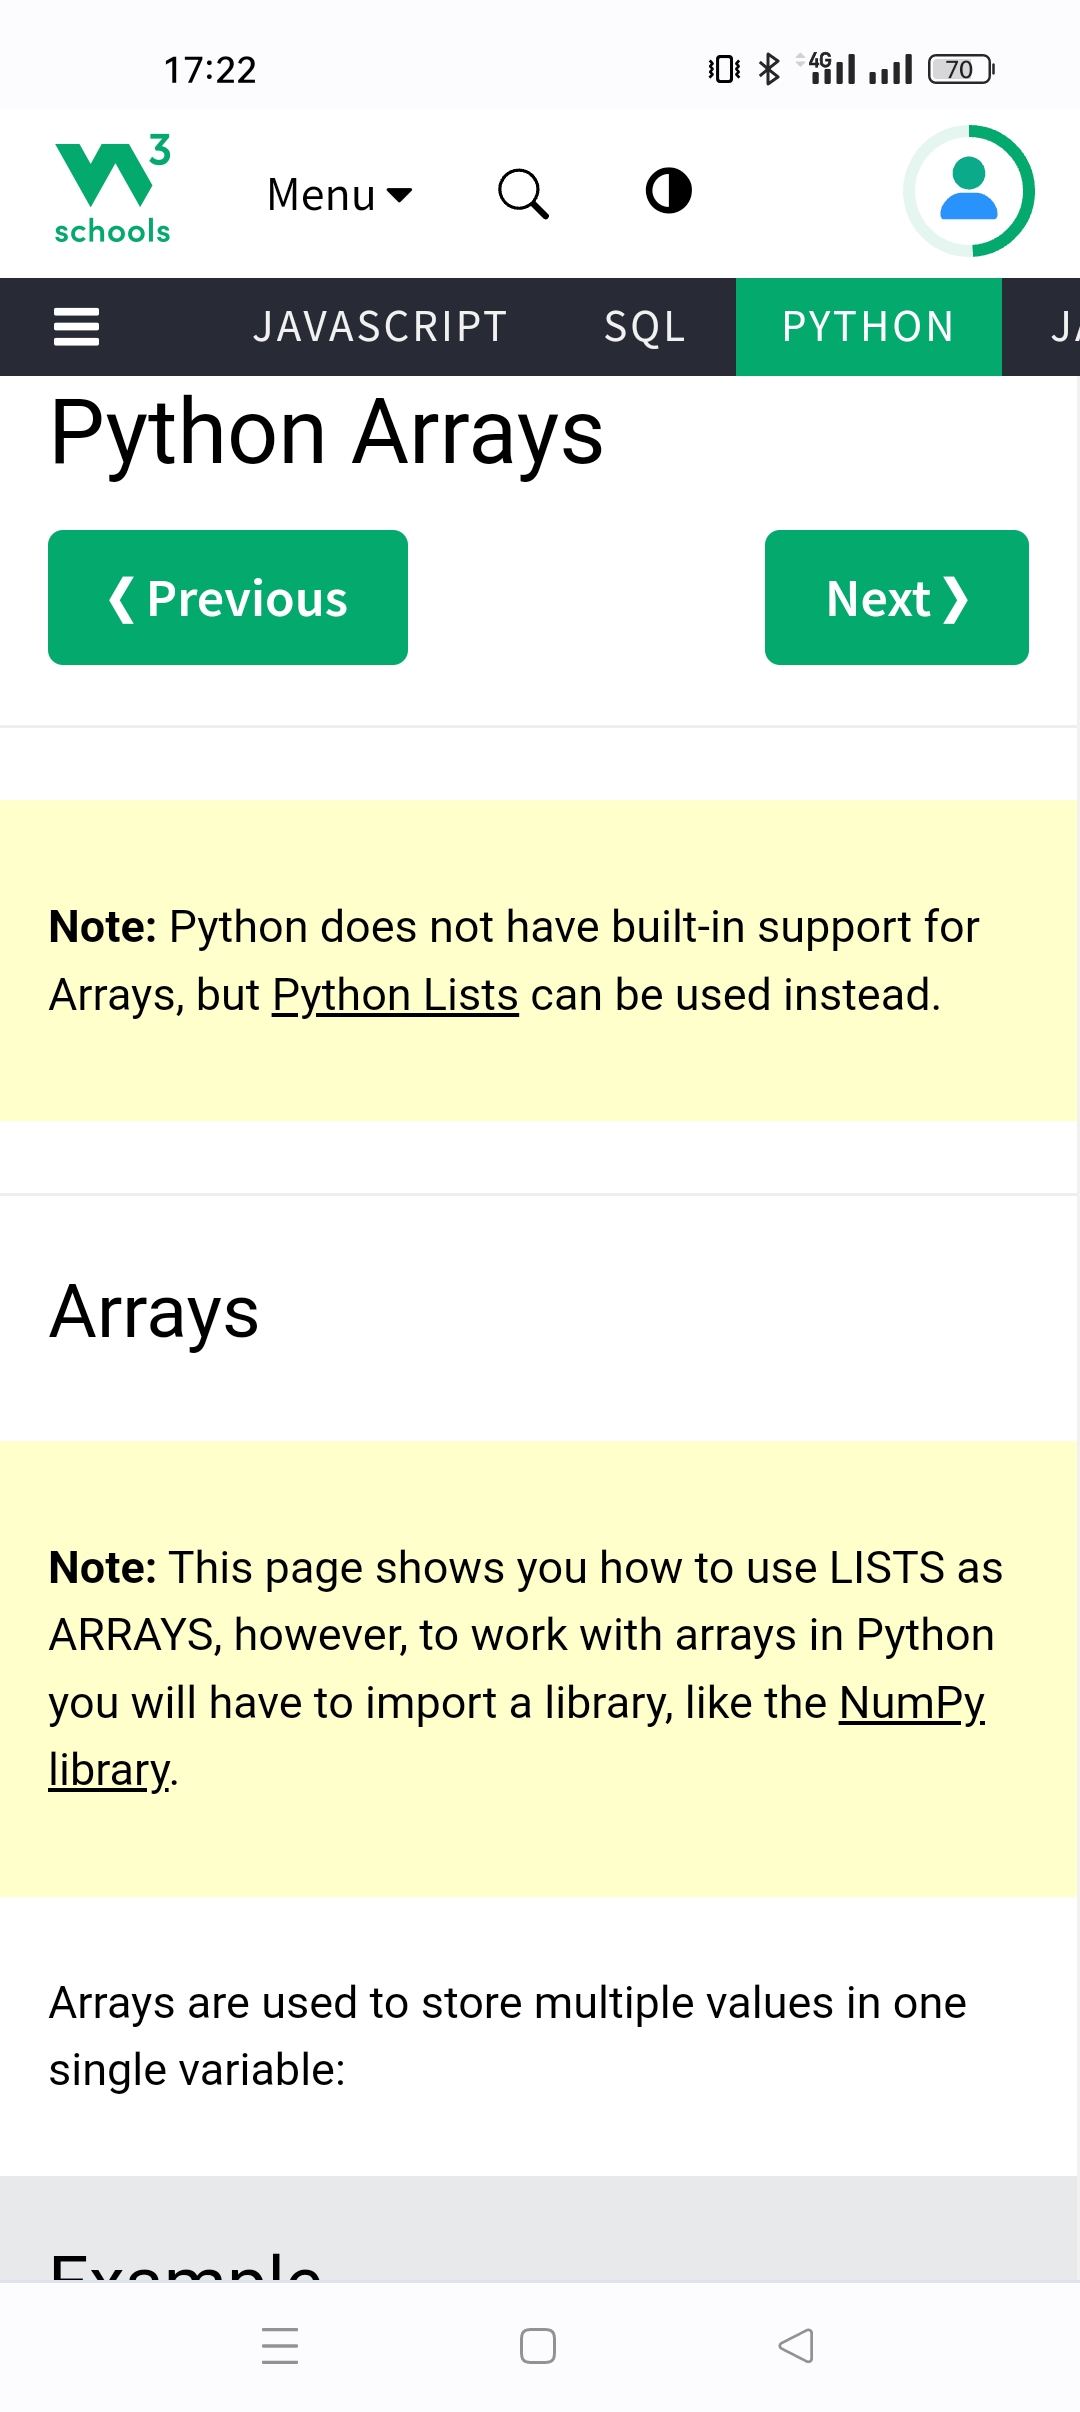 17:22
4G
70
3
schools
Menu
JAVASCRIPT SQL PYTHON
Python Arrays
❮ Previous
Next ❯
Note: Python does not have built-in support for
Arrays, but Python Lists can be used instead.
Arrays
Note: This page shows you how to use LISTS as
ARRAYS, however, to work with arrays in Python
you will have to import a library, like the NumPy
library.
Arrays are used to store multiple values in one
single variable:
Example